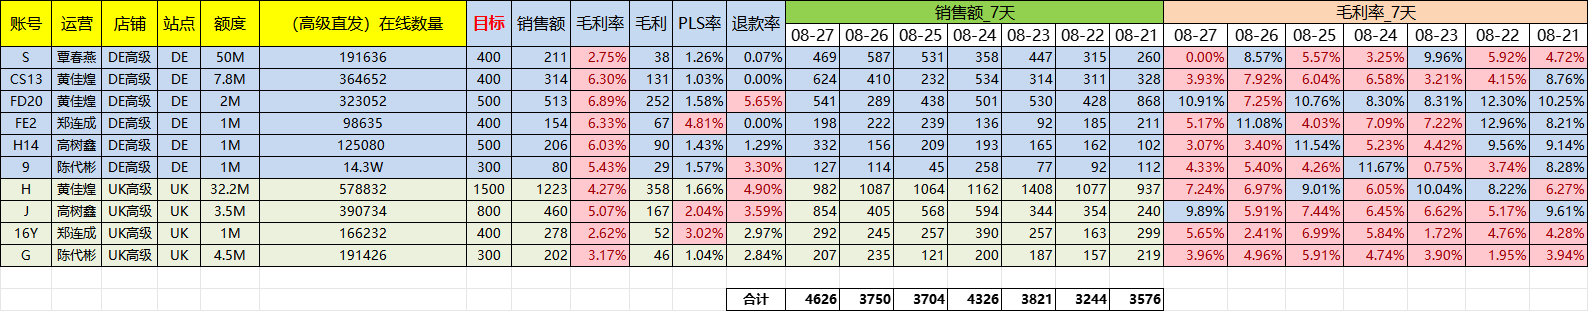 账号 运营 店铺 站点 额度 （高级直发）在线数量 目标 销售额 毛利率 毛利 PLS率 退款率 销售额_7天 毛利率_7天
08-27 08-26 08-25 08-24 08-23 08-22 08-21 08-27 08-26 08-25 08-24 08-23 08-22 08-21
S 覃春燕 DE高级 DE 50M 191636 400 211 2.75% 38 1.26% 0.07% 469 587 531 358 447 315 260 0.00% 8.57% 5.57% 3.25% 9.96% 5.92% 4.72%
CS13 黄佳煌 DE高级 DE 7.8M 364652 400 314 6.30% 131 1.03% 0.00% 624 410 232 534 314 311 328 3.93% 7.92% 6.04% 6.58% 3.21% 4.15% 8.76%
FD20 黄佳煌 DE高级 DE 2M 323052 500 513 6.89% 252 1.58% 5.65% 541 289 438 501 530 428 868 10.91% 7.25% 10.76% 8.30% 8.31% 12.30% 10.25%
FE2 郑连成 DE高级 DE 1M 98635 400 154 6.33% 67 4.81% 0.00% 198 222 239 136 92 185 211 5.17% 11.08% 4.03% 7.09% 7.22% 12.96% 8.21%
H14 高树鑫 DE高级 DE 1M 125080 500 206 6.03% 90 1.43% 1.29% 332 156 209 193 165 162 102 3.07% 3.40% 11.54% 5.23% 4.42% 9.56% 9.14%
9 陈代彬 DE高级 DE 1M 14.3W 300 80 5.43% 29 1.57% 3.30% 127 114 45 258 77 92 112 4.33% 5.40% 4.26% 11.67% 0.75% 3.74% 8.28%
H 黄佳煌 UK高级 UK 32.2M 578832 1500 1223 4.27% 358 1.66% 4.90% 982 1087 1064 1162 1408 1077 937 7.24% 6.97% 9.01% 6.05% 10.04% 8.22% 6.27%
J 高树鑫 UK高级 UK 3.5M 390734 800 460 5.07% 167 2.04% 3.59% 854 405 568 594 344 354 240 9.89% 5.91% 7.44% 6.45% 6.62% 5.17% 9.61%
16Y 郑连成 UK高级 UK 1M 166232 400 278 2.62% 52 3.02% 2.97% 292 245 257 390 257 163 299 5.65% 2.41% 6.99% 5.84% 1.72% 4.76% 4.28%
G 陈代彬 UK高级 UK 4.5M 191426 300 202 3.17% 46 1.04% 2.84% 207 235 121 200 187 157 219 3.96% 4.96% 5.91% 4.74% 3.90% 1.95% 3.94%
合计 4626 3750 3704 4326 3821 3244 3576